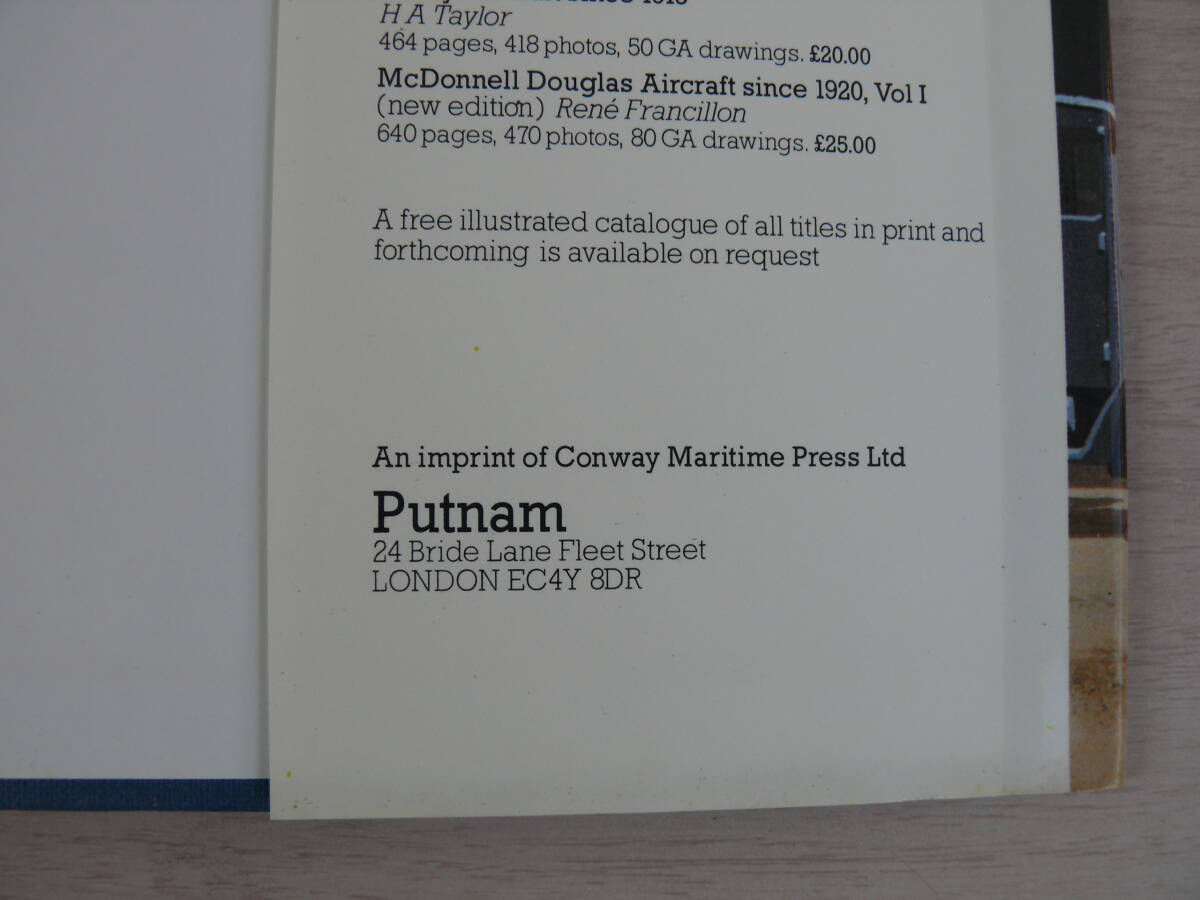 since 1915
H A Taylor
464 pages, 418 photos, 50 GA drawings. £20.00
McDonnell Douglas Aircraft since 1920, Vol I
(new edition) René Francillon
640 pages, 470 photos, 80 GA drawings. £25.00
A free illustrated catalogue of all titles in print and
forthcoming is available on request
An imprint of Conway Maritime Press Ltd
Putnam
24 Bride Lane Fleet Street
LONDON EC4Y 8DR